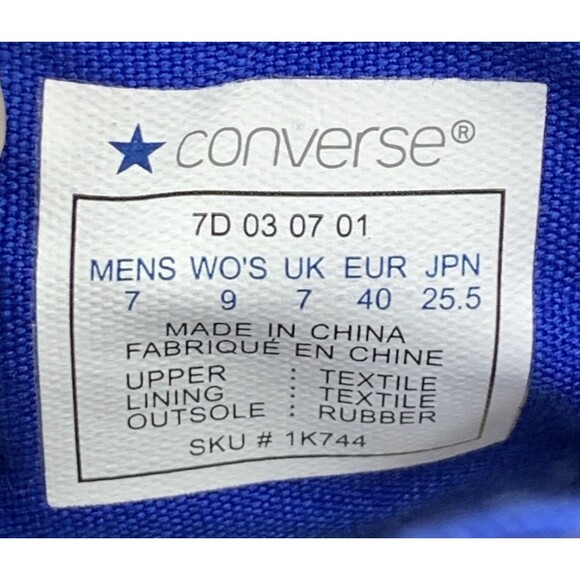 converse®
7D 03 07 01
MENS WO'S UK EUR JPN
7 9 7 40 25.5
MADE IN CHINA
FABRIQUÉ EN CHINE
UPPER : TEXTILE
LINING : TEXTILE
OUTSOLE : RUBBER
SKU # 1K744